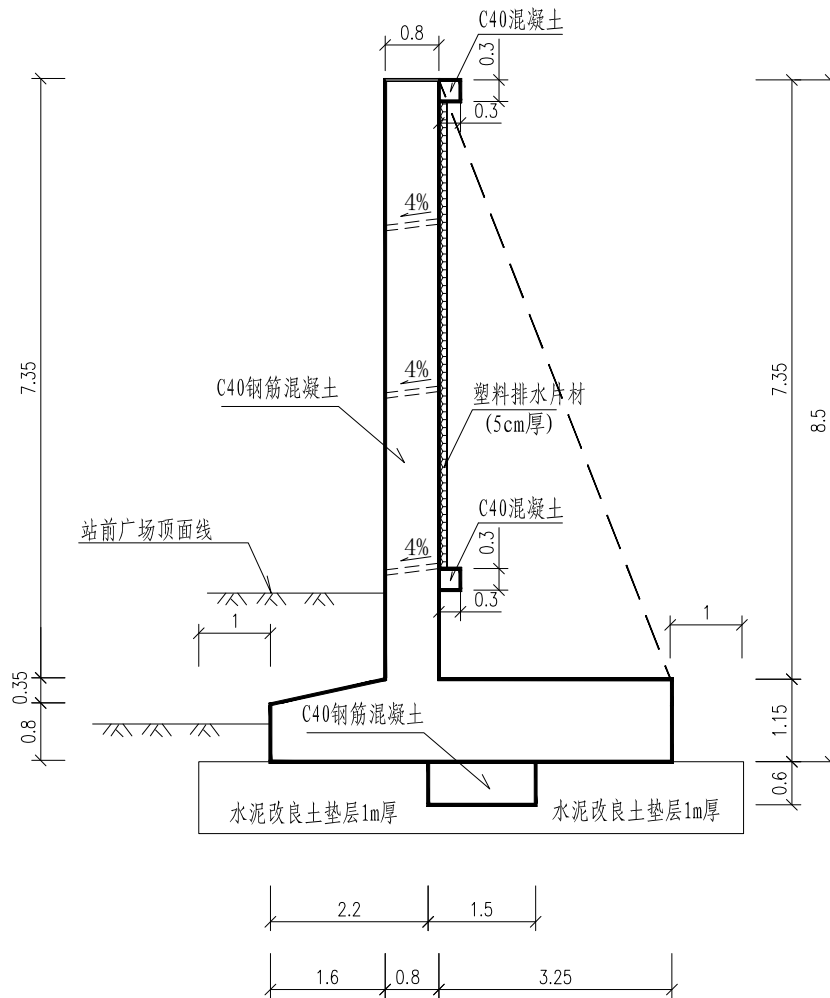 C40混凝土
0.8
0.3
0.3
4%
7.35
7.35
8.5
4%
C40钢筋混凝土
塑料排水片材
(5cm厚)
C40混凝土
站前广场顶面线
4%
0.3
0.3
1
1
0.35
0.8
C40钢筋混凝土
1.15
0.6
水泥改良土垫层1m厚
水泥改良土垫层1m厚
2.2
1.5
1.6
0.8
3.25